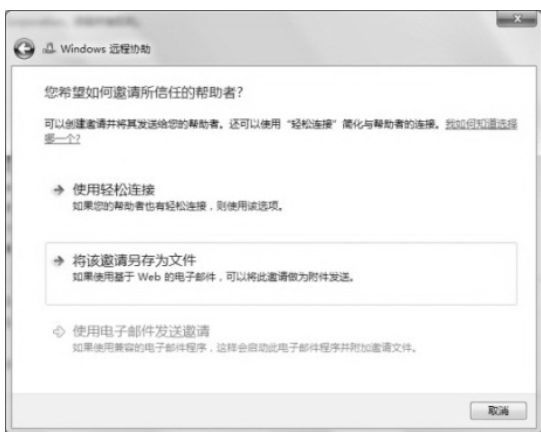 Windows 远程协助
您希望如何邀请所信任的帮助者?
可以创建邀请并将其发送给您的帮助者。还可以使用“轻松连接”简化与帮助者的连接。我如何知道选择
哪一个?
使用轻松连接
如果您的帮助者也有轻松连接,则使用该选项。
将该邀请另存为文件
如果使用基于 Web 的电子邮件,可以将此邀请做为附件发送。
使用电子邮件发送邀请
如果使用兼容的电子邮件程序,这样会启动此电子邮件程序并附加邀请文件。
取消